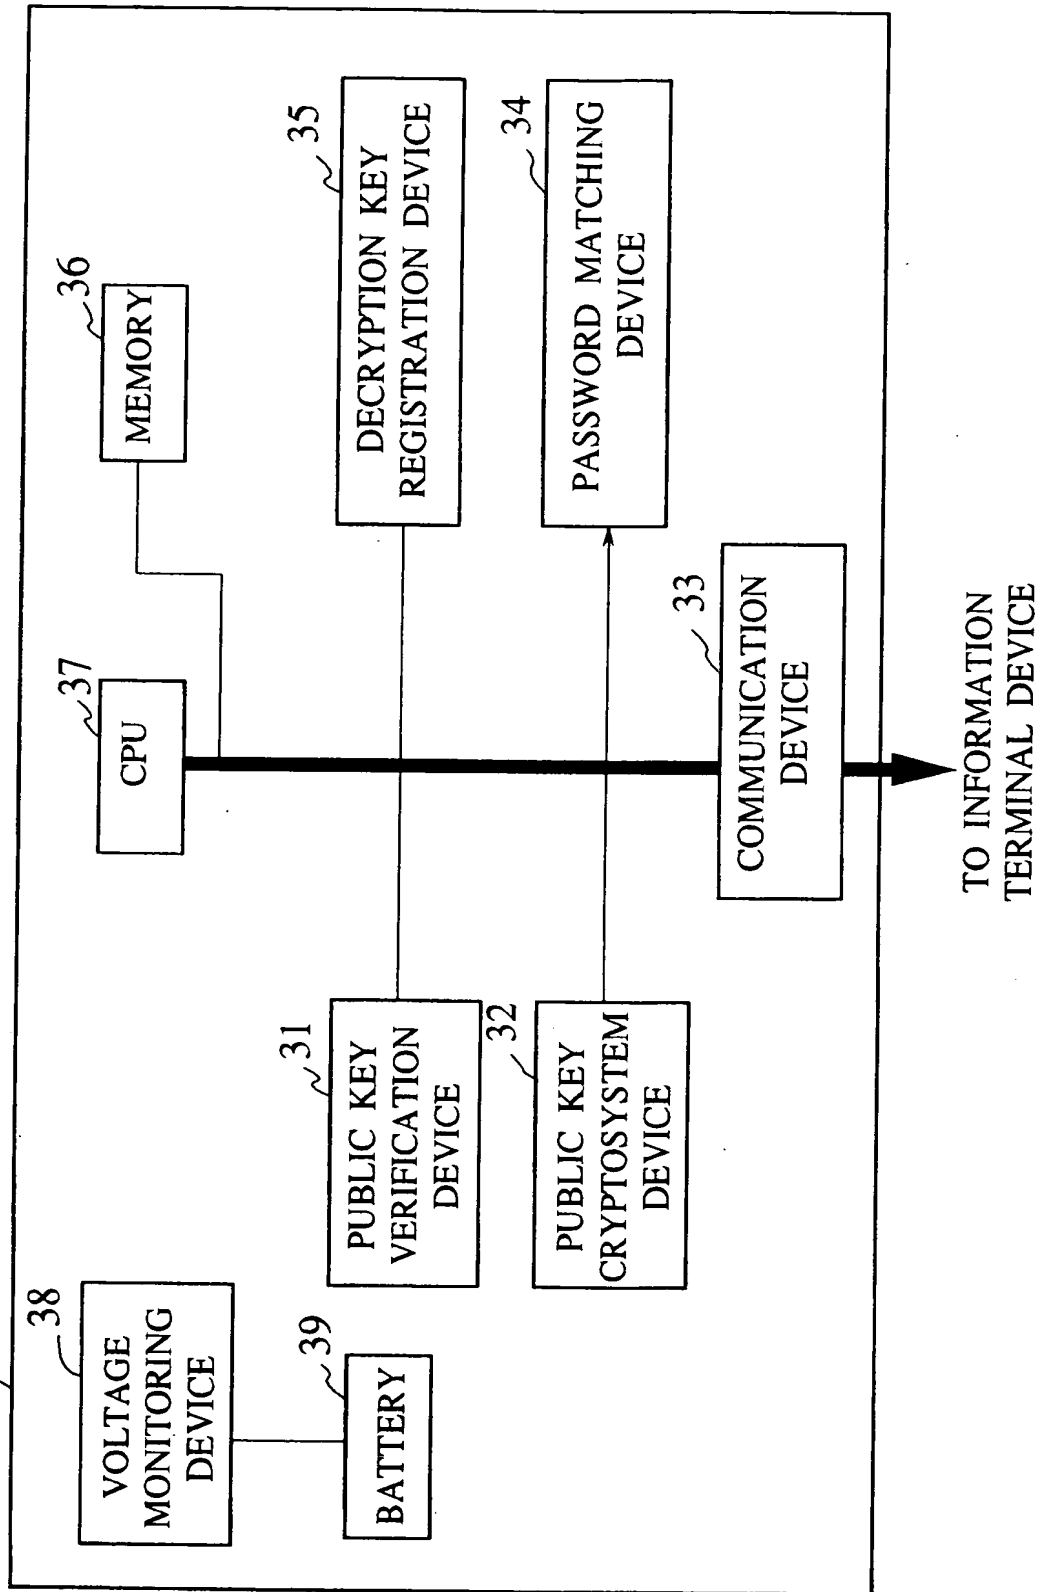 38
VOLTAGE
MONITORING
DEVICE
39
BATTERY
37
CPU
36
MEMORY
31
PUBLIC KEY
VERIFICATION
DEVICE
35
DECRYPTION KEY
REGISTRATION DEVICE
32
PUBLIC KEY
CRYPTOSYSTEM
DEVICE
34
PASSWORD MATCHING
DEVICE
33
COMMUNICATION
DEVICE
TO INFORMATION
TERMINAL DEVICE